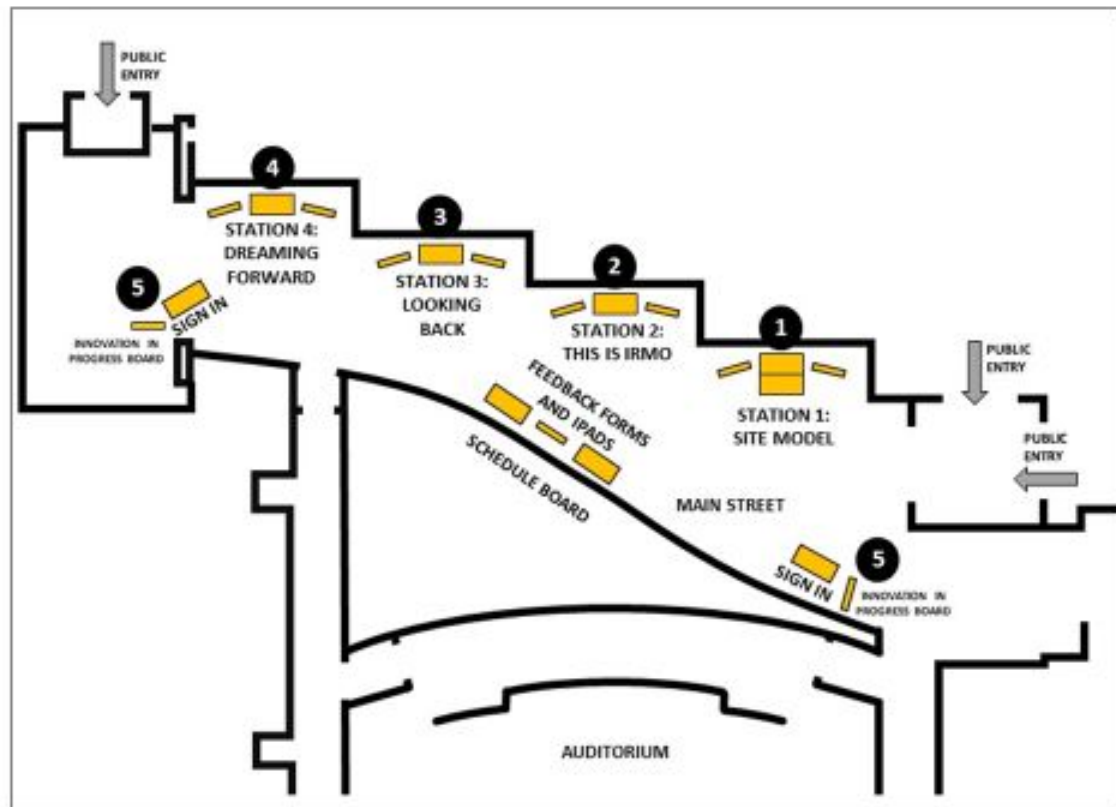 PUBLIC
ENTRY
4
STATION 4:
DREAMING
FORWARD
3
STATION 3:
LOOKING
BACK
2
STATION 2:
THIS IS IRMO
1
STATION 1:
SITE MODEL
5
SIGN IN
INNOVATION IN
PROGRESS BOARD
FEEDBACK FORMS
AND IPADS
SCHEDULE BOARD
PUBLIC
ENTRY
PUBLIC
ENTRY
MAIN STREET
5
SIGN IN
INNOVATION IN
PROGRESS BOARD
AUDITORIUM